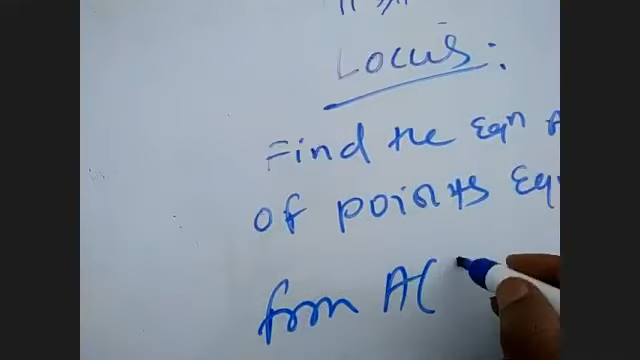 Locus:
Find the Eqn
of points Eq
from A(